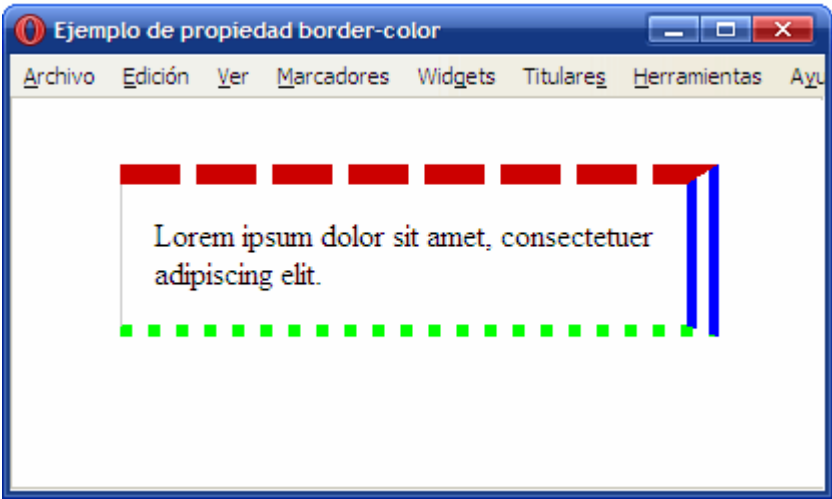 Ejemplo de propiedad border-color
Archivo Edición Ver Marcadores Widgets Titulares Herramientas Ayu
Lorem ipsum dolor sit amet, consectetuer
adipiscing elit.